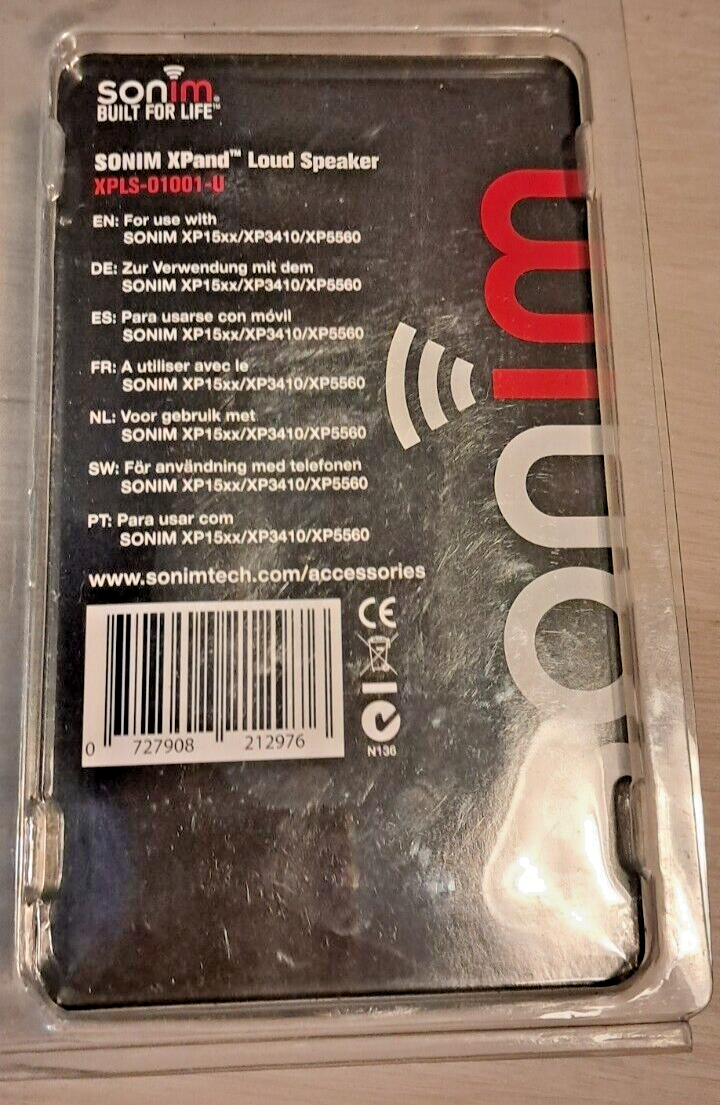 sonim®
BUILT FOR LIFE™
SONIM XPand™ Loud Speaker
XPLS-01001-U
EN: For use with
SONIM XP15xx/XP3410/XP5560
DE: Zur Verwendung mit dem
SONIM XP15xx/XP3410/XP5560
ES: Para usarse con móvil
SONIM XP15xx/XP3410/XP5560
FR: A utiliser avec le
SONIM XP15xx/XP3410/XP5560
NL: Voor gebruik met
SONIM XP15xx/XP3410/XP5560
SW: För användning med telefonen
SONIM XP15xx/XP3410/XP5560
PT: Para usar com
SONIM XP15xx/XP3410/XP5560
www.sonimtech.com/accessories
0 727908 212976
CE
N136
sonim